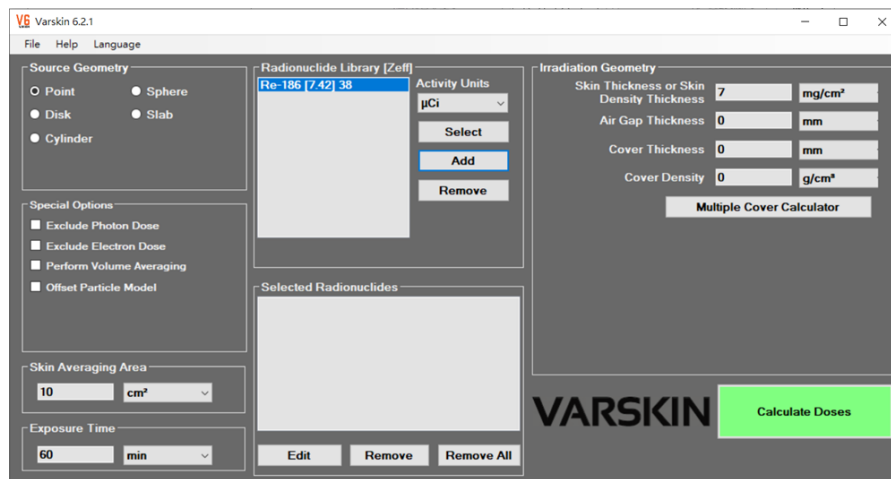 V6 Varskin 6.2.1
File Help Language
Source Geometry
Point Sphere
Disk Slab
Cylinder
Special Options
Exclude Photon Dose
Exclude Electron Dose
Perform Volume Averaging
Offset Particle Model
Skin Averaging Area
10 cm²
Exposure Time
60 min
Radionuclide Library [Zeff]
Re-186 [7.42] 38
Activity Units
µCi
Select
Add
Remove
Selected Radionuclides
Edit Remove Remove All
Irradiation Geometry
Skin Thickness or Skin
Density Thickness 7 mg/cm²
Air Gap Thickness 0 mm
Cover Thickness 0 mm
Cover Density 0 g/cm³
Multiple Cover Calculator
VARSKIN
Calculate Doses